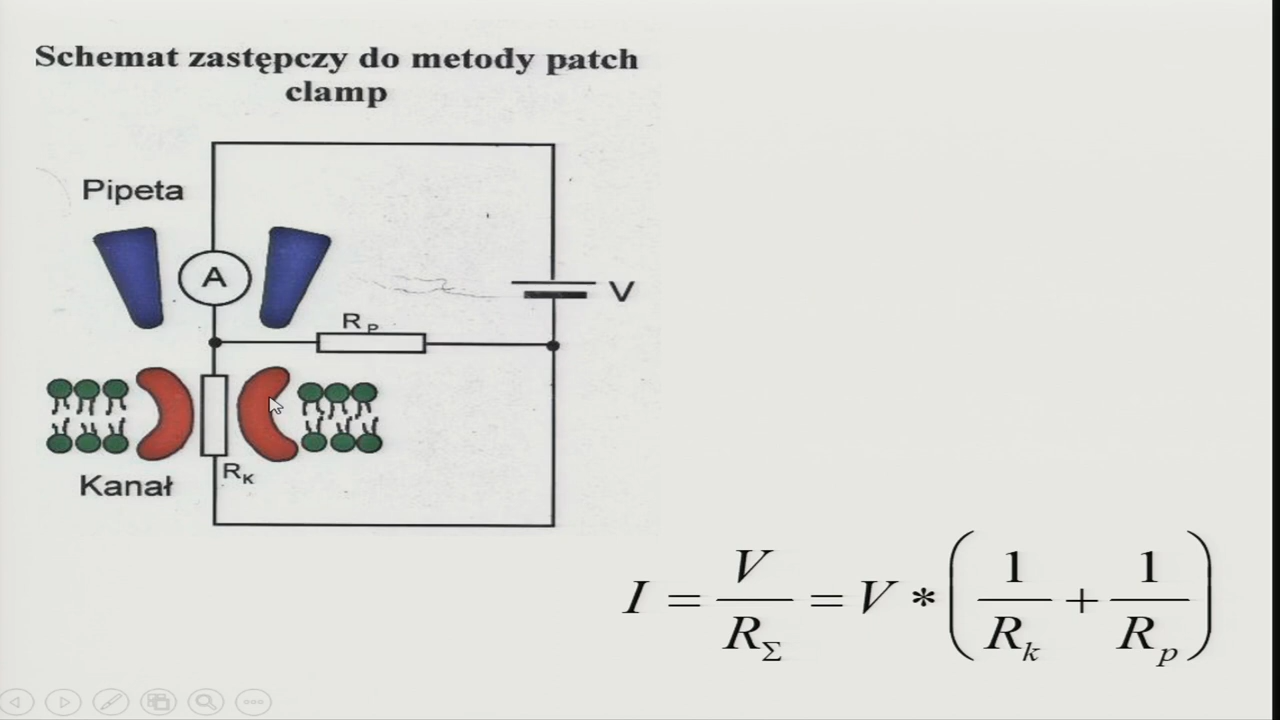 Schemat zastępczy do metody patch
clamp
Pipeta
A
V
R_P
R_K
Kanał
I = V/R_Σ = V * (1/R_k + 1/R_p)